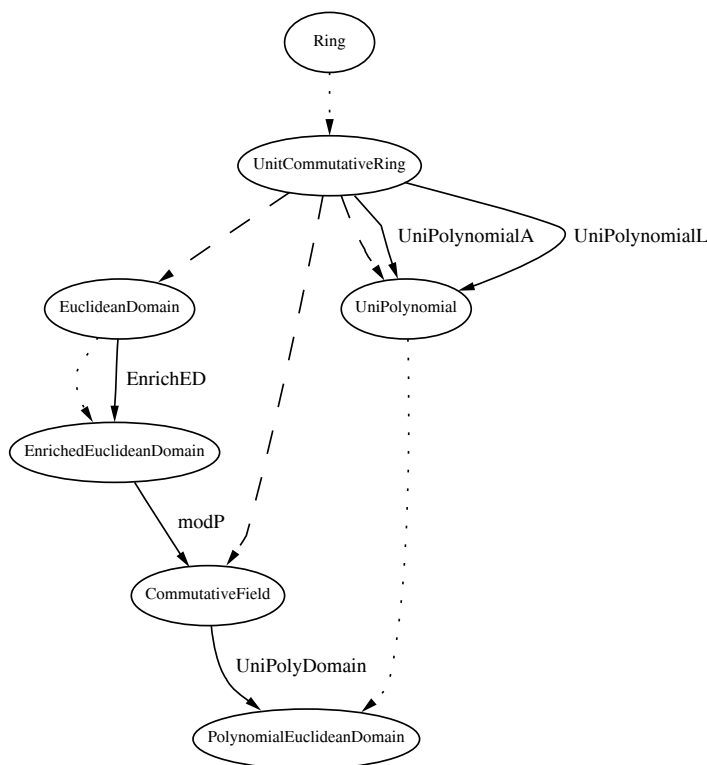 Ring
UnitCommutativeRing
UniPolynomialA
UniPolynomialL
EuclideanDomain
UniPolynomial
EnrichED
EnrichedEuclideanDomain
modP
CommutativeField
UniPolyDomain
PolynomialEuclideanDomain